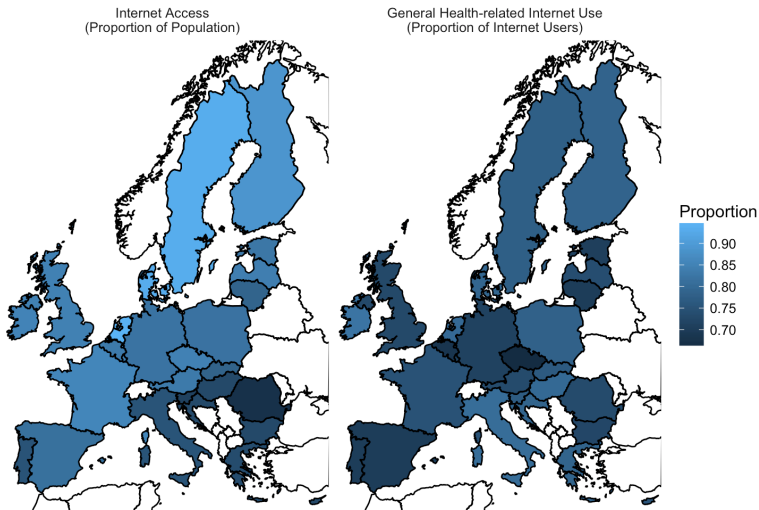 Internet Access
(Proportion of Population)
General Health-related Internet Use
(Proportion of Internet Users)
Proportion
0.90
0.85
0.80
0.75
0.70